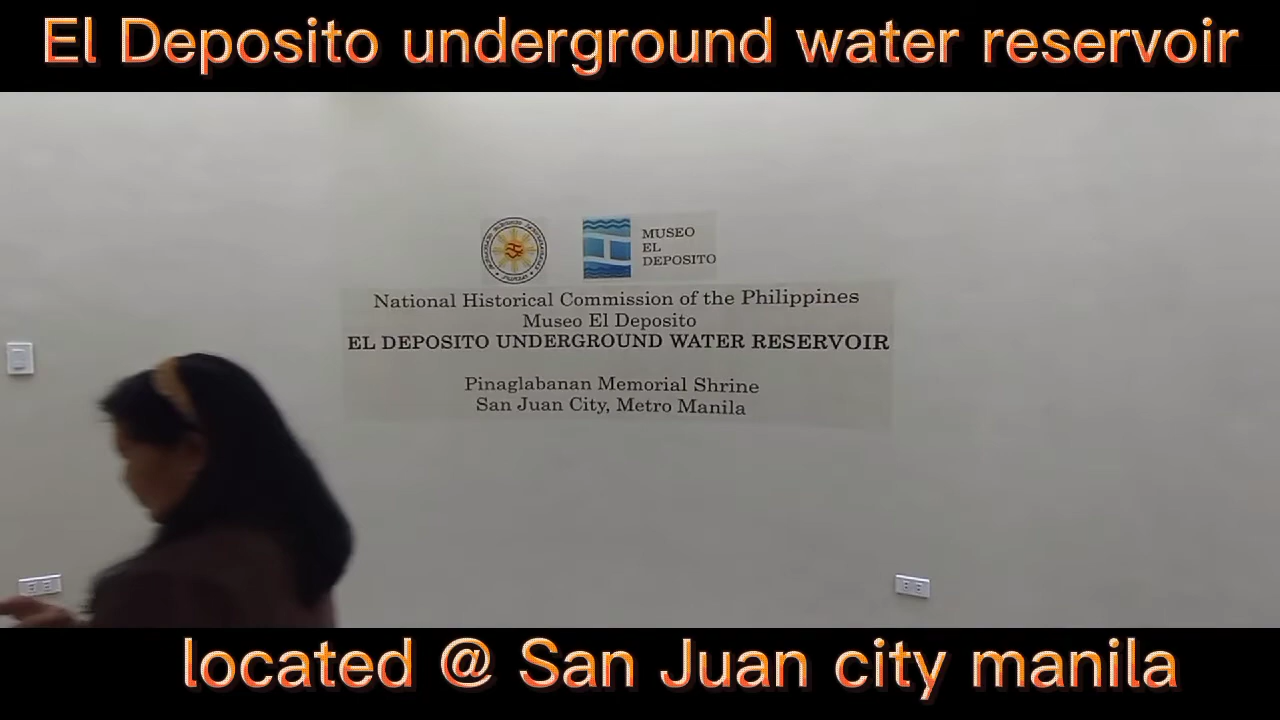 El Deposito underground water reservoir
MUSEO
EL
DEPOSITO
National Historical Commission of the Philippines
Museo El Deposito
EL DEPOSITO UNDERGROUND WATER RESERVOIR
Pinaglabanan Memorial Shrine
San Juan City, Metro Manila
located @ San Juan city manila